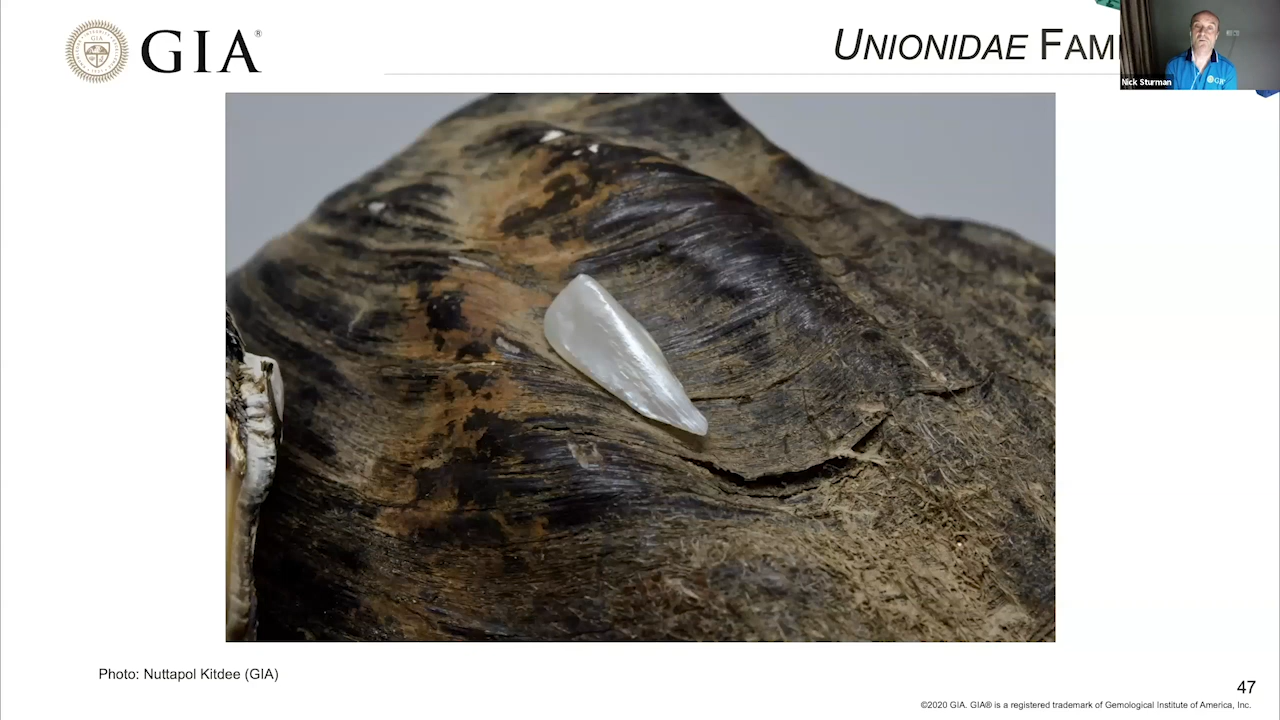 GIA®
UNIONIDAE FAM
Nick Sturman
Photo: Nuttapol Kitdee (GIA)
47
©2020 GIA. GIA® is a registered trademark of Gemological Institute of America, Inc.